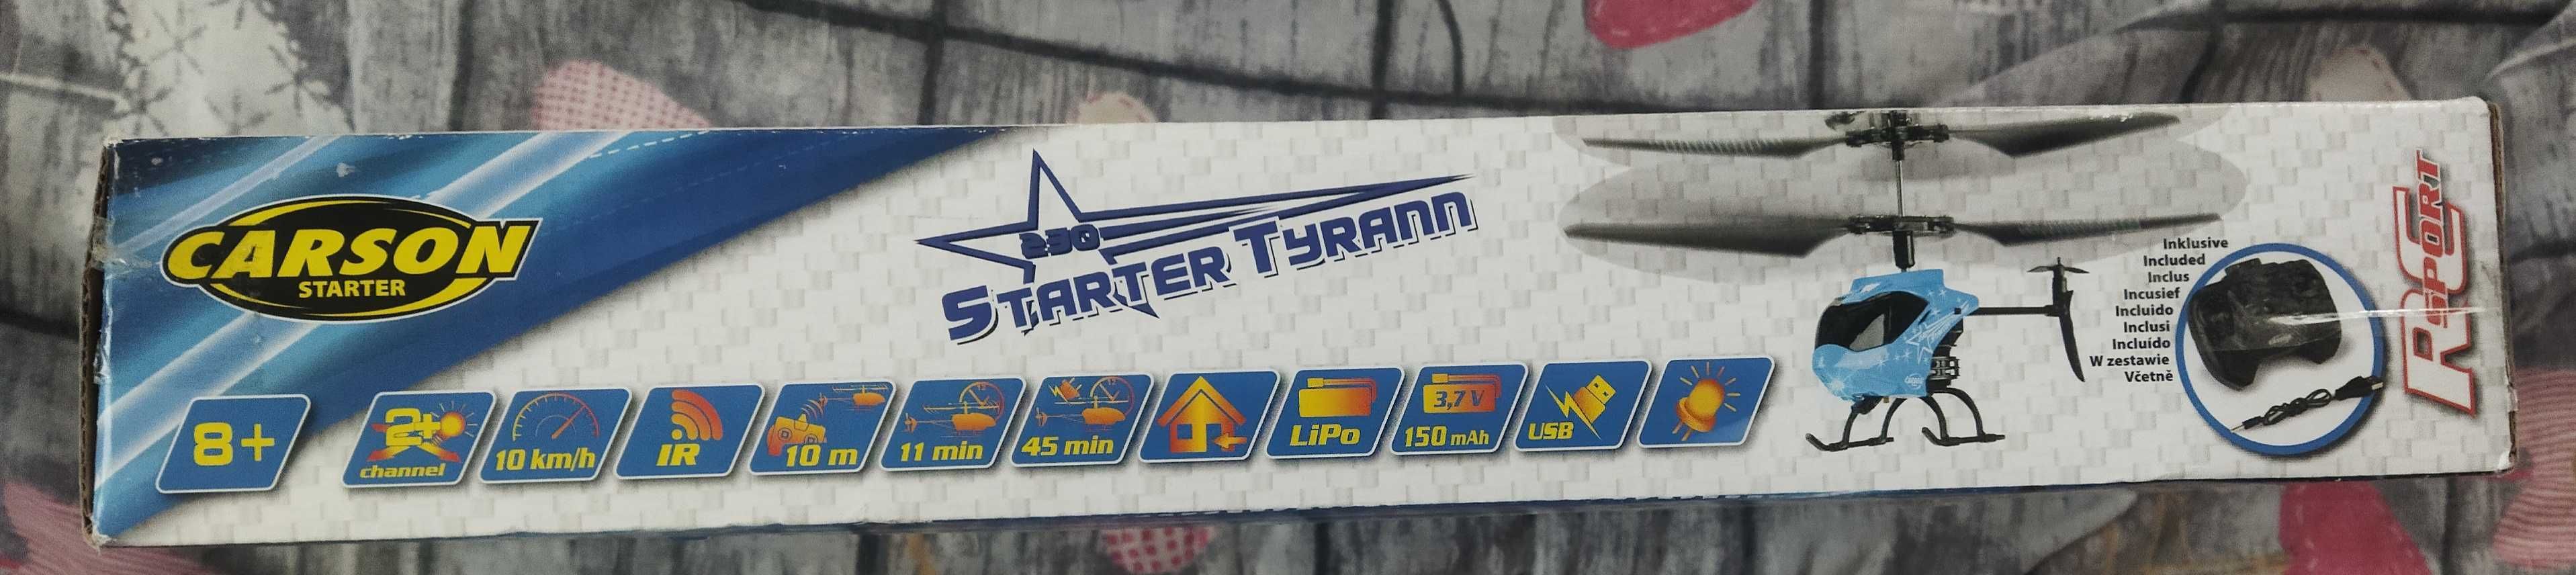 CARSON
STARTER
230
STARTER TYRANN
8+
2+
channel
10 km/h
IR
10 m
11 min
45 min
LiPo
3,7 V
150 mAh
USB
Inklusive
Included
Inclus
Incusief
Incluido
Inclusi
Incluído
W zestawie
Včetně
RC SPORT